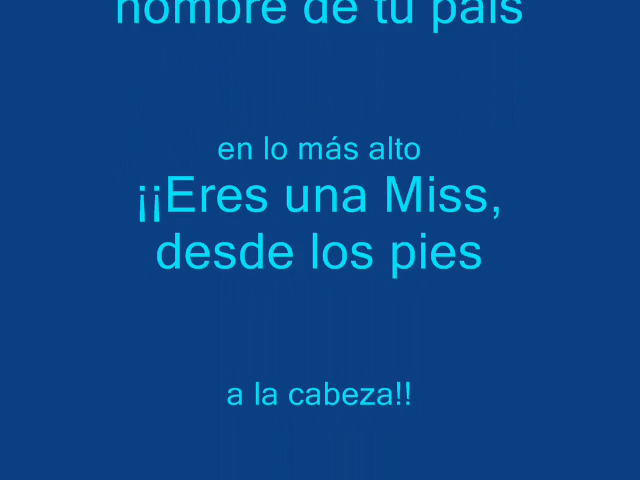 nombre de tu país
en lo más alto
¡¡Eres una Miss,
desde los pies
a la cabeza!!